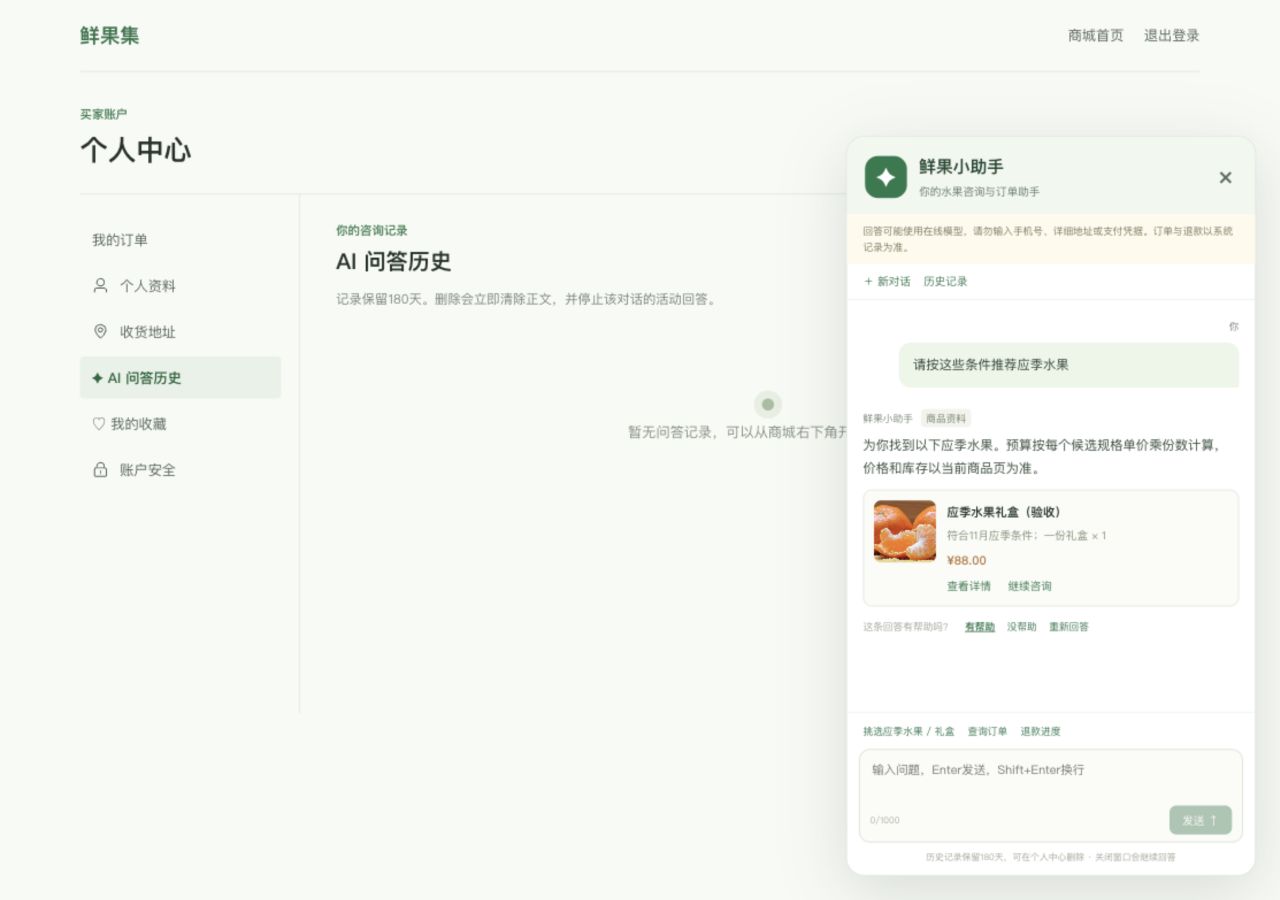 鲜果集
商城首页 退出登录
买家账户
个人中心
我的订单
个人资料
收货地址
AI 问答历史
我的收藏
账户安全
你的咨询记录
AI 问答历史
记录保留180天。删除会立即清除正文，并停止该对话的活动回答。
暂无问答记录，可以从商城右下角开
鲜果小助手
你的水果咨询与订单助手
回答可能使用在线模型，请勿输入手机号、详细地址或支付凭据。订单与退款以系统
记录为准。
+ 新对话 历史记录
你
请按这些条件推荐应季水果
鲜果小助手 商品资料
为你找到以下应季水果。预算按每个候选规格单价乘份数计算，
价格和库存以当前商品页为准。
应季水果礼盒（验收）
符合11月应季条件；一份礼盒 × 1
¥88.00
查看详情 继续咨询
这条回答有帮助吗？ 有帮助 没帮助 重新回答
挑选应季水果 / 礼盒 查询订单 退款进度
输入问题，Enter发送，Shift+Enter换行
0/1000
发送 ↑
历史记录保留180天，可在个人中心删除 · 关闭窗口会继续回答